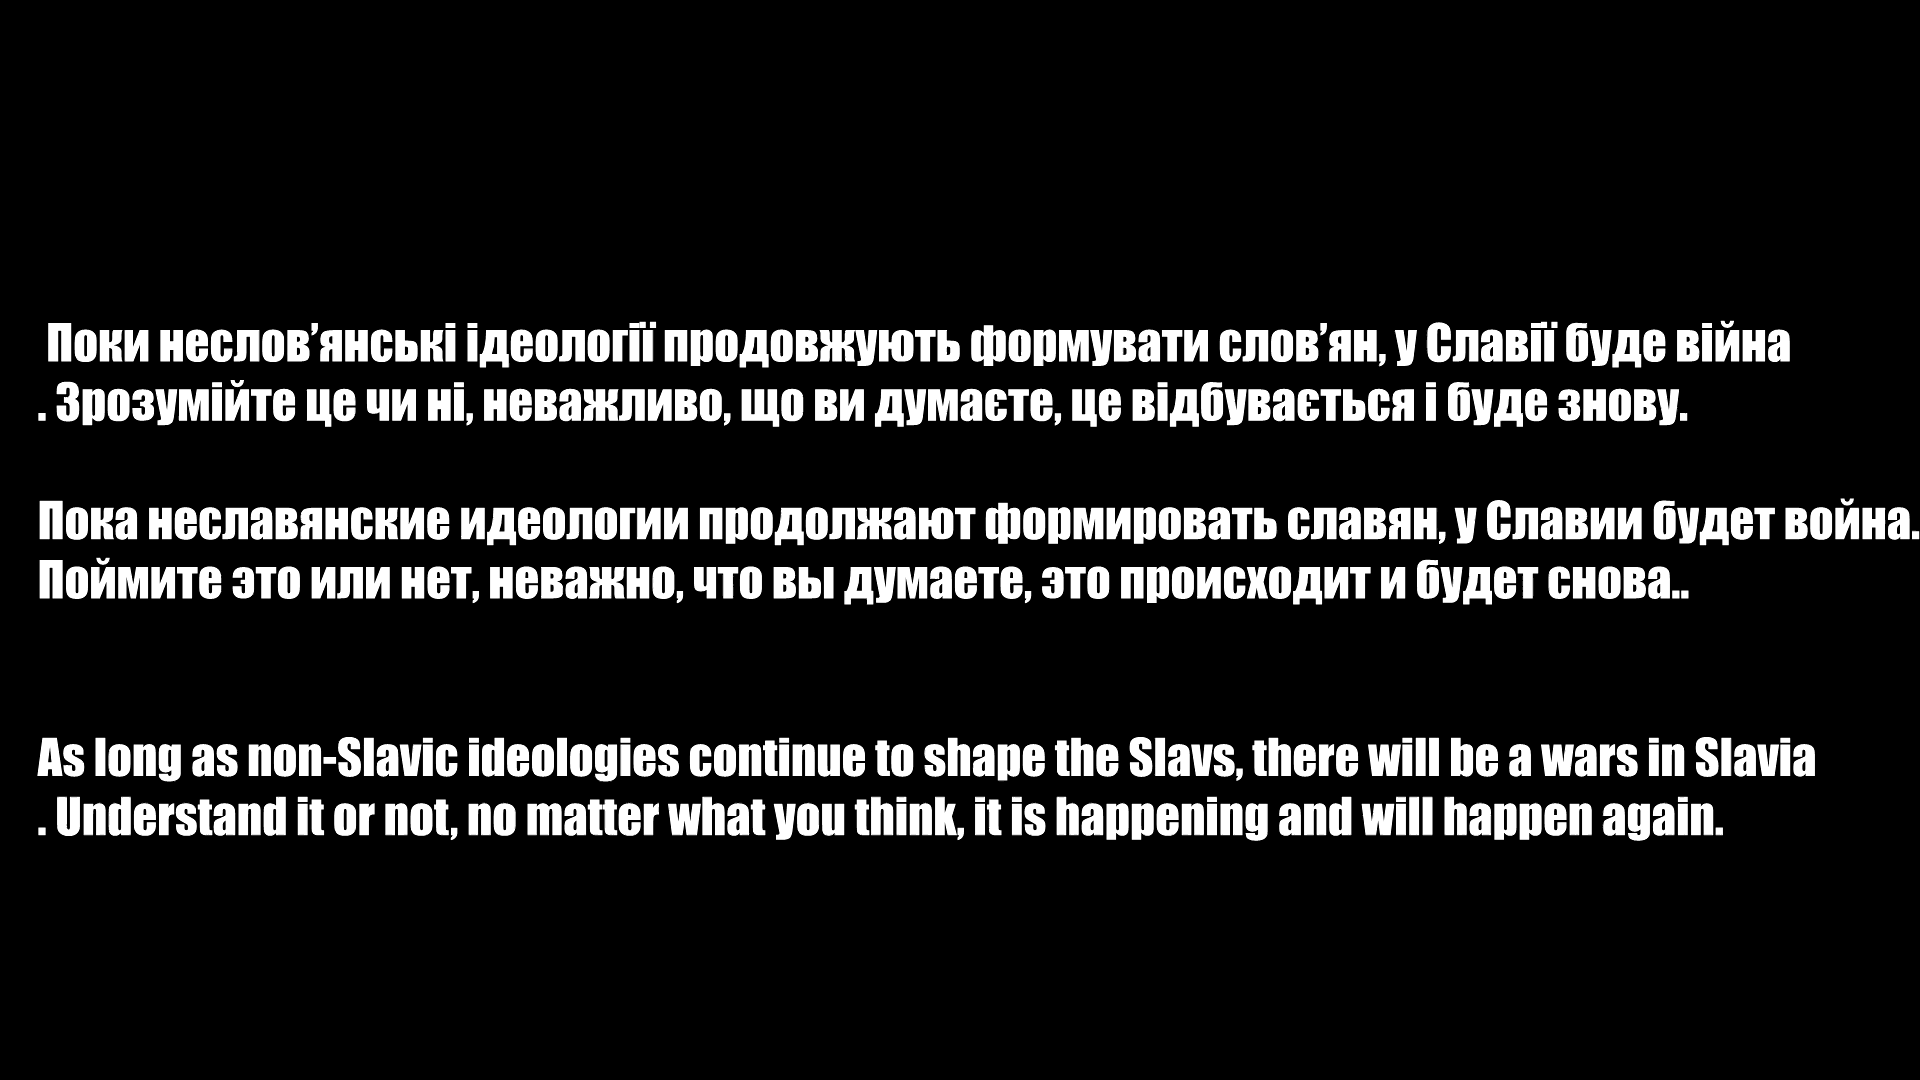 Поки неслов’янські ідеології продовжують формувати слов’ян, у Славії буде війна
. Зрозумійте це чи ні, неважливо, що ви думаєте, це відбувається і буде знову.
Пока неславянские идеологии продолжают формировать славян, у Славии будет война.
Поймите это или нет, неважно, что вы думаете, это происходит и будет снова..
As long as non-Slavic ideologies continue to shape the Slavs, there will be a wars in Slavia
. Understand it or not, no matter what you think, it is happening and will happen again.